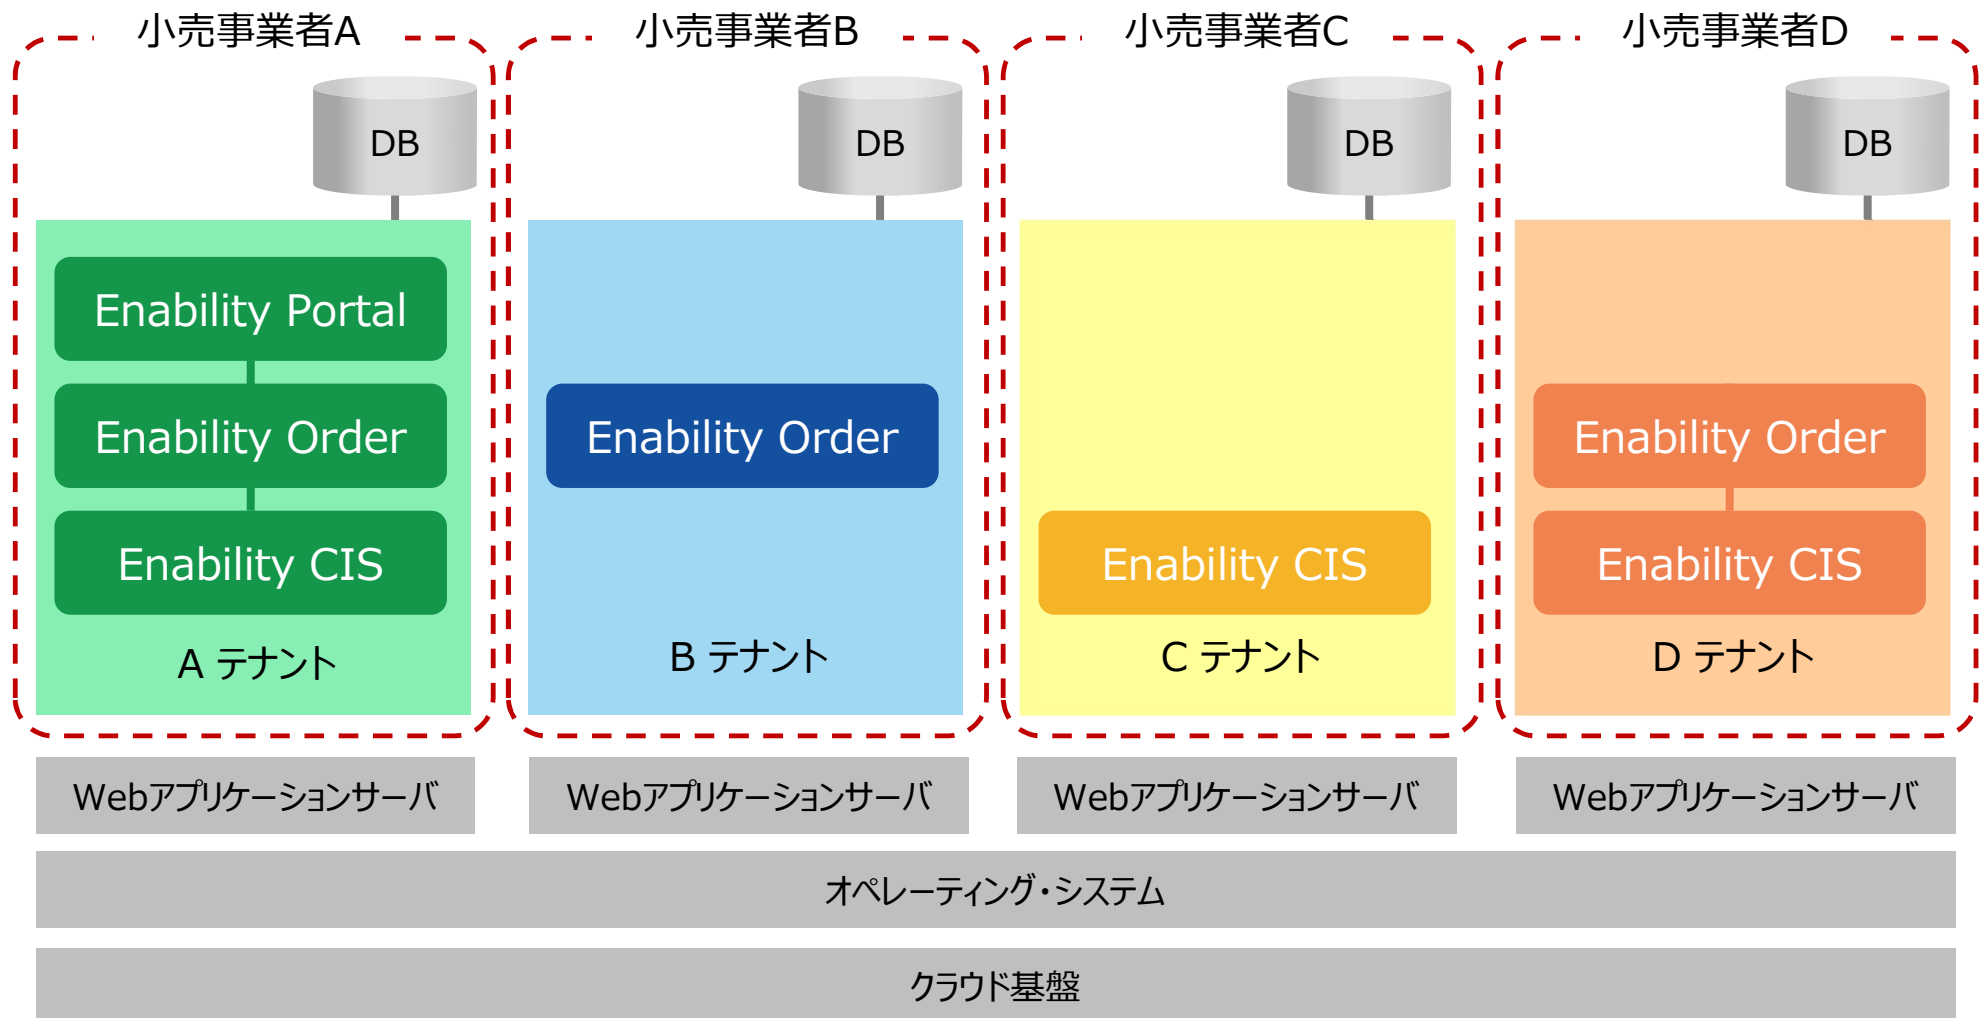 小売事業者A
小売事業者B
小売事業者C
小売事業者D
DB
DB
DB
DB
Enability Portal
Enability Order
Enability CIS
A テナント
Enability Order
B テナント
Enability CIS
C テナント
Enability Order
Enability CIS
D テナント
Webアプリケーションサーバ
Webアプリケーションサーバ
Webアプリケーションサーバ
Webアプリケーションサーバ
オペレーティング・システム
クラウド基盤